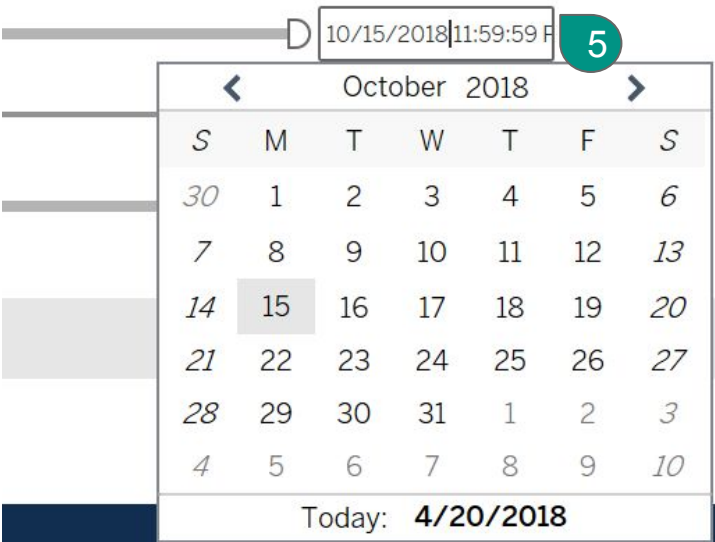 10/15/2018 11:59:59 P
5
October 2018
S M T W T F S
30 1 2 3 4 5 6
7 8 9 10 11 12 13
14 15 16 17 18 19 20
21 22 23 24 25 26 27
28 29 30 31 1 2 3
4 5 6 7 8 9 10
Today: 4/20/2018